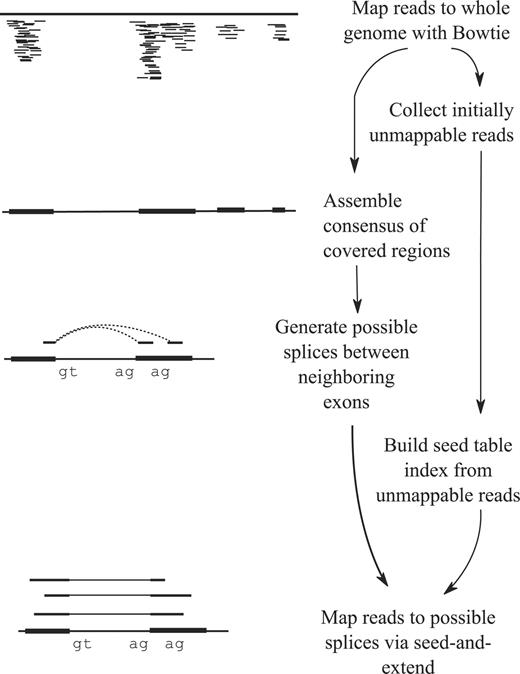 Map reads to whole
genome with Bowtie
Collect initially
unmappable reads
Assemble
consensus of
covered regions
Generate possible
splices between
neighboring
exons
gt ag ag
Build seed table
index from
unmappable reads
Map reads to possible
splices via seed-and-
extend
gt ag ag